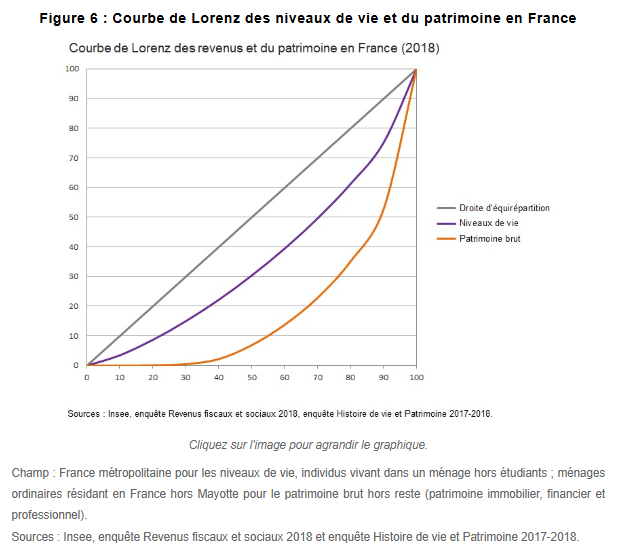 Figure 6 : Courbe de Lorenz des niveaux de vie et du patrimoine en France
Courbe de Lorenz des revenus et du patrimoine en France (2018)
100
90
80
70
60
50
40
30
20
10
0
0 10 20 30 40 50 60 70 80 90 100
Droite d'équirépartition
Niveaux de vie
Patrimoine brut
Sources : Insee, enquête Revenus fiscaux et sociaux 2018, enquête Histoire de vie et Patrimoine 2017-2018.
Cliquez sur l'image pour agrandir le graphique.
Champ : France métropolitaine pour les niveaux de vie, individus vivant dans un ménage hors étudiants ; ménages
ordinaires résidant en France hors Mayotte pour le patrimoine brut hors reste (patrimoine immobilier, financier et
professionnel).
Sources : Insee, enquête Revenus fiscaux et sociaux 2018 et enquête Histoire de vie et Patrimoine 2017-2018.